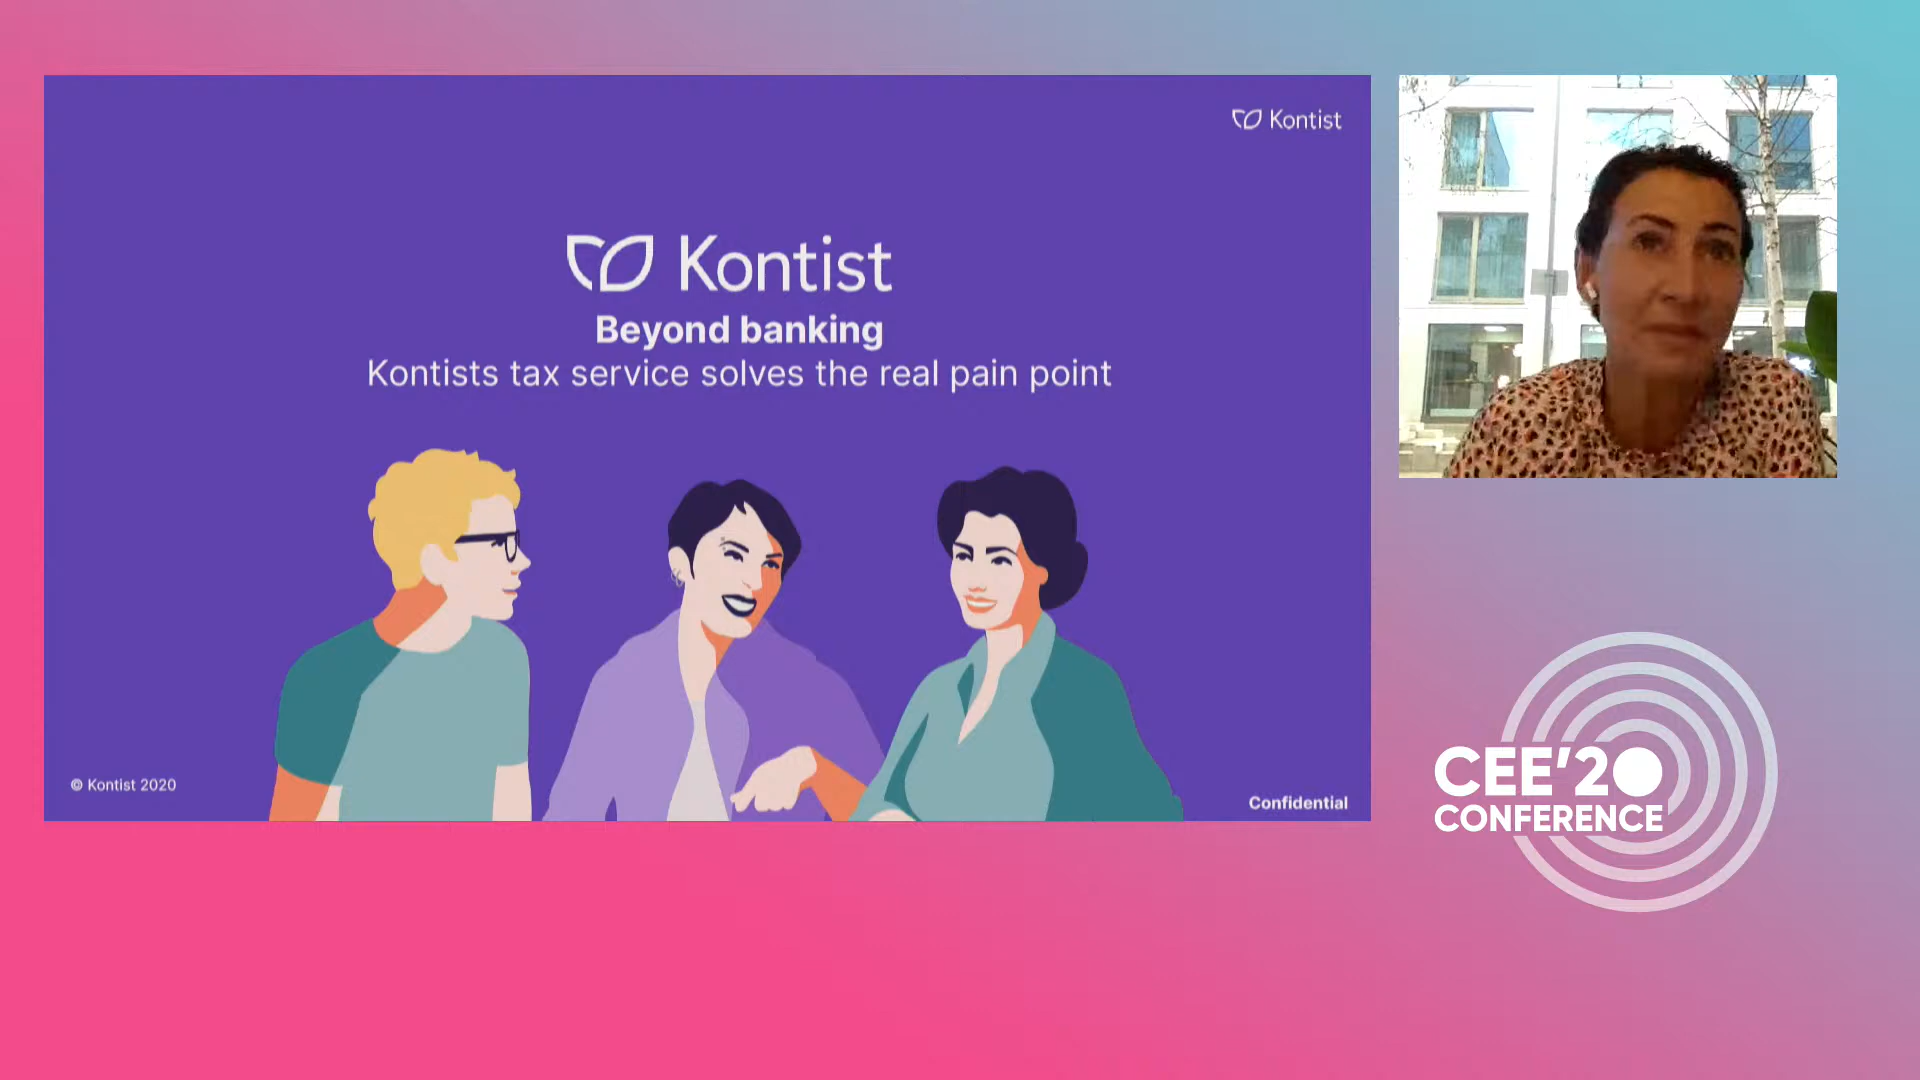 Kontist
Kontist
Beyond banking
Kontists tax service solves the real pain point
© Kontist 2020
Confidential
CEE'20
CONFERENCE